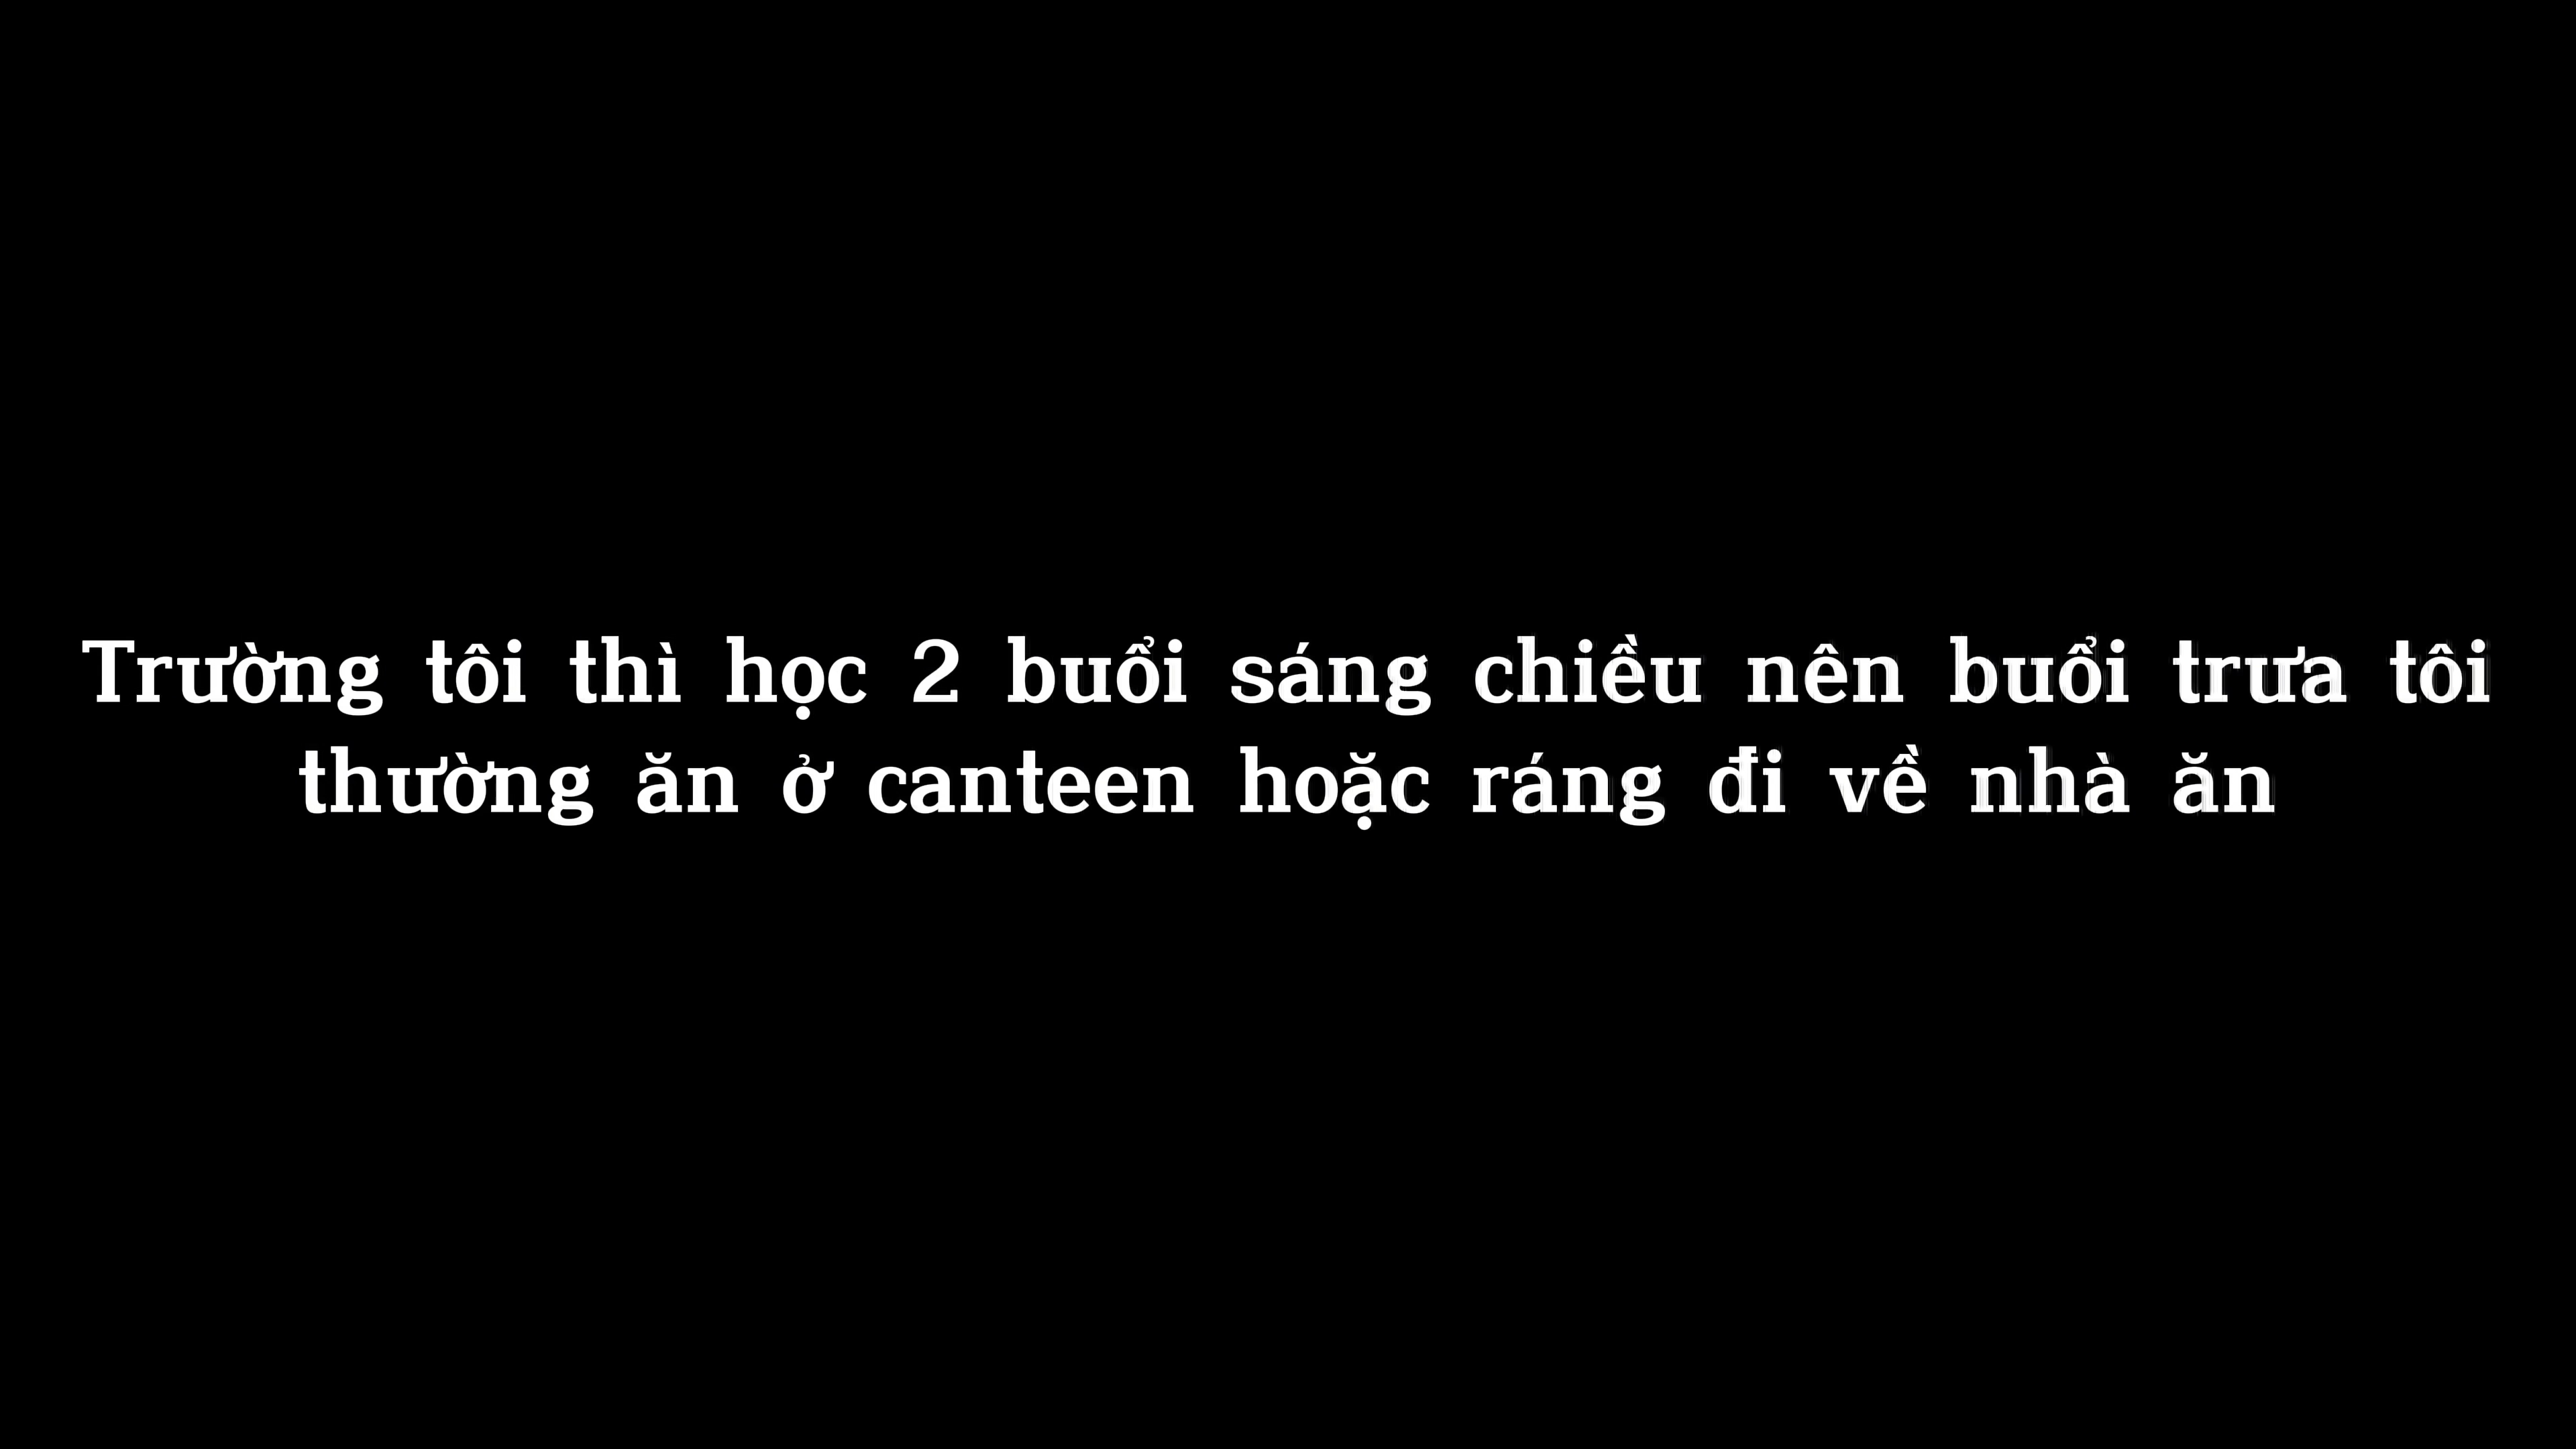 Trường tôi thì học 2 buổi sáng chiều nên buổi trưa tôi
thường ăn ở canteen hoặc ráng đi về nhà ăn